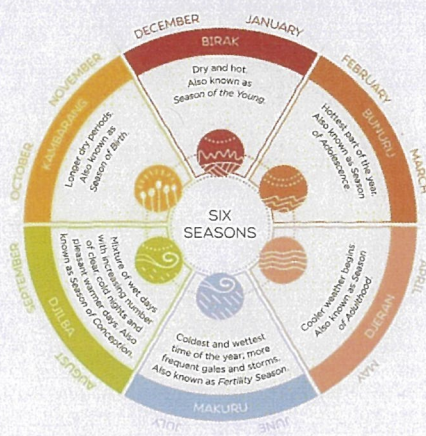 DECEMBER
JANUARY
BIRAK
Dry and hot.
Also known as
Season of the Young.
FEBRUARY
MARCH
BUNURU
Hottest part of the year.
Also known as Season
of Adolescence.
APRIL
MAY
DJERAN
Cooler weather begins
Also known as Season
of Adulthood.
JUNE
JULY
MAKURU
Coldest and wettest
time of the year; more
frequent gales and storms.
Also known as Fertility Season.
AUGUST
SEPTEMBER
DJILBA
Mixture of wet days
with increasing number
of clear, cold nights and
pleasant warmer days. Also
known as Season of Conception.
OCTOBER
NOVEMBER
KAMBARANG
Longer dry periods.
Also known as
Season of Birth.
SIX
SEASONS